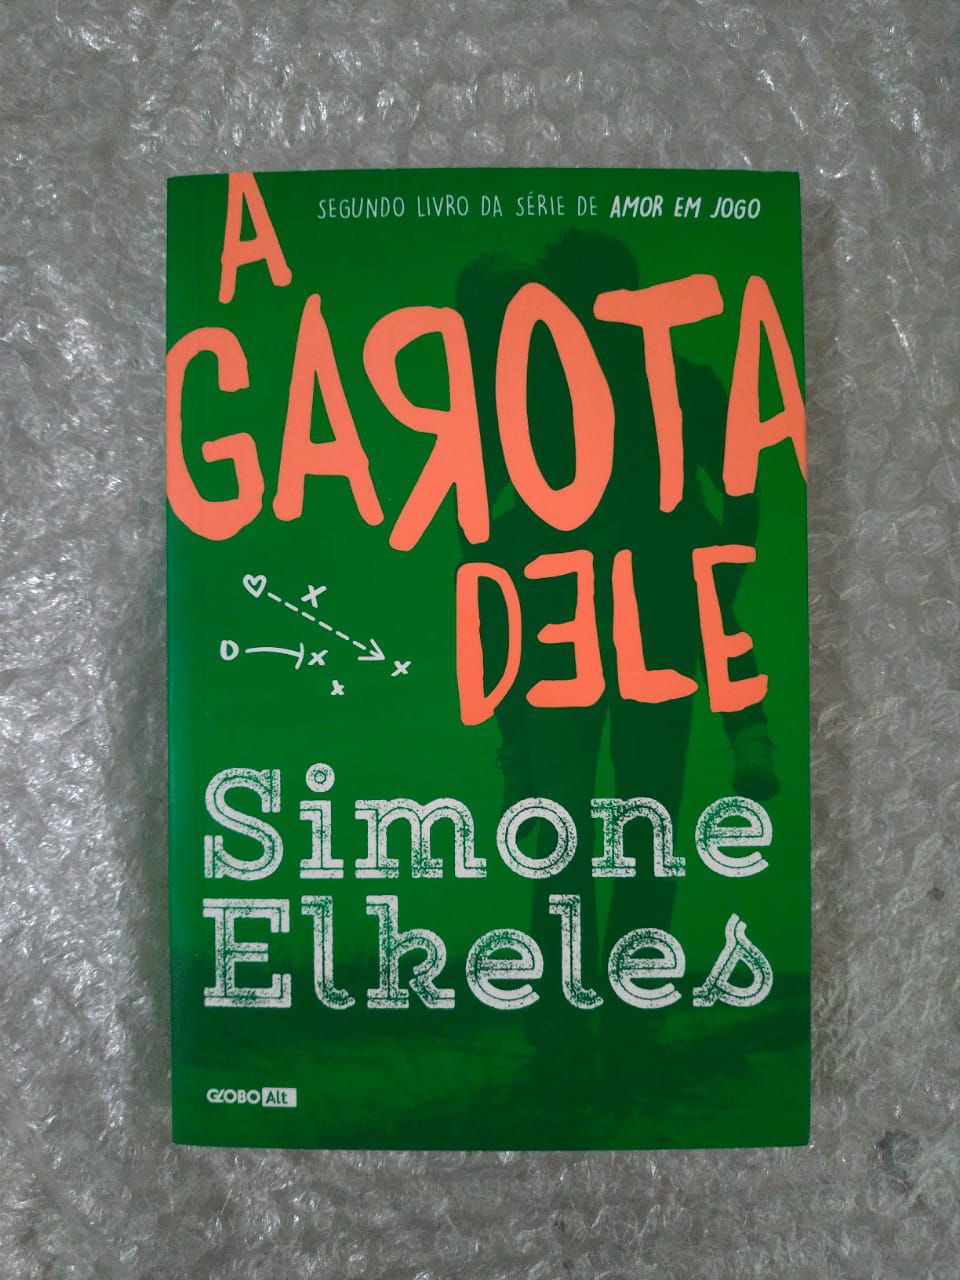 SEGUNDO LIVRO DA SÉRIE DE AMOR EM JOGO
A
GAROTA
DELE
Simone
Elkeles
GLOBO Alt